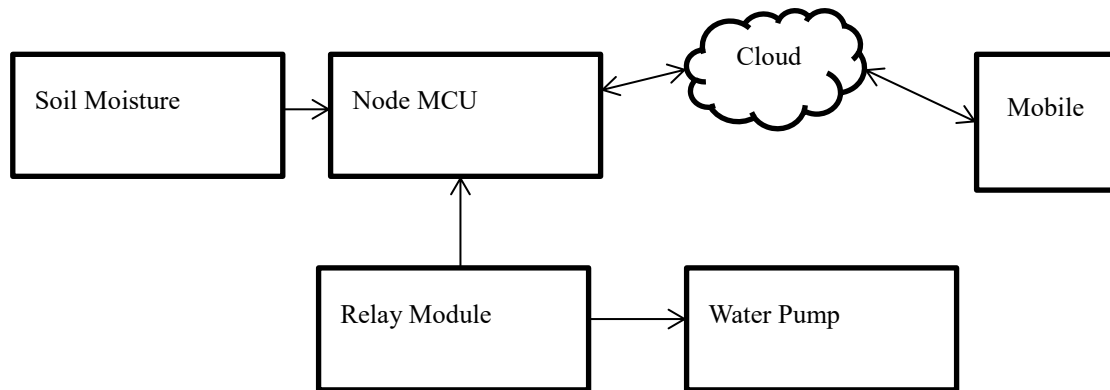 Soil Moisture
Node MCU
Cloud
Mobile
Relay Module
Water Pump